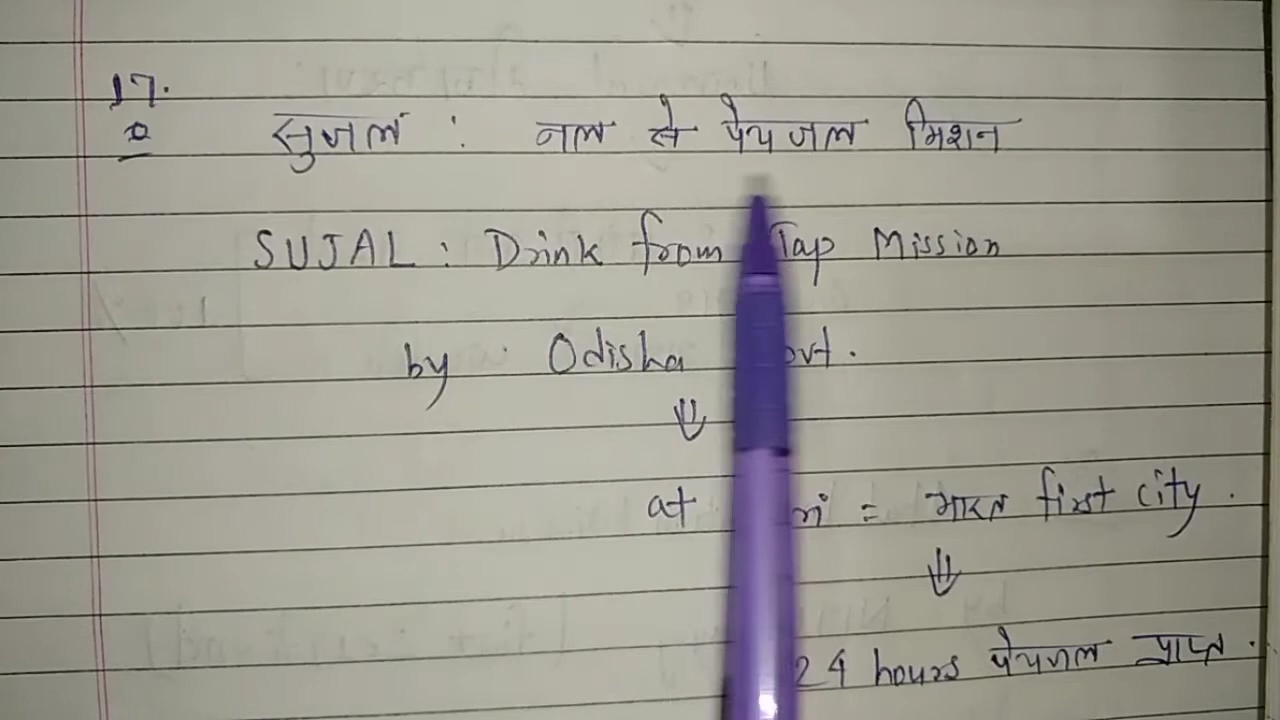 17.
सुजल : नल से पेयजल मिशन
SUJAL : Drink from Tap Mission
by Odisha
at = भारत first city.
24 hours पेयजल प्राप्त.